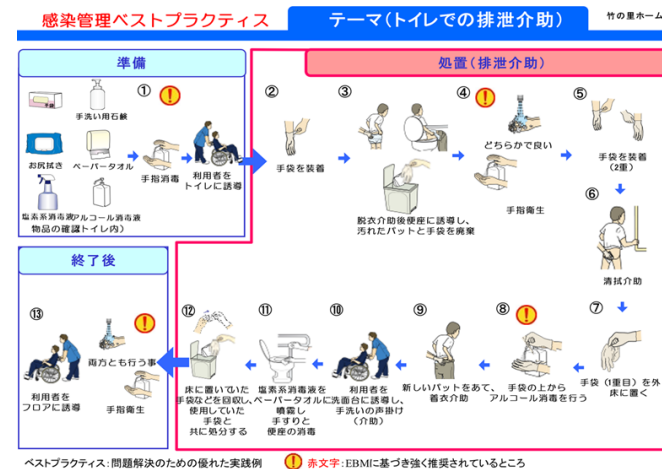 感染管理ベストプラクティス
テーマ(トイレでの排泄介助)
竹の里ホーム
準備
処置(排泄介助)
手洗い用石鹸
お尻拭き
ペーパータオル
塩素系消毒液
アルコール消毒液
物品の確認トイレ内)
①
手指消毒
利用者を
トイレに誘導
②
手袋を装着
③
脱衣介助後便座に誘導し、
汚れたパットと手袋を廃棄
④
どちらかで良い
手指衛生
⑤
手袋を装着
(2重)
⑥
清拭介助
⑦
手袋(1重目)を外
床に置く
⑧
手袋の上から
アルコール消毒を行う
⑨
新しいパットをあて、
着衣介助
⑩
利用者を
洗面台に誘導し、
手洗いの声掛け
(介助)
⑪
塩素系消毒液を
ペーパータオルに
噴霧し
手すりと
便座の消毒
⑫
床に置いていた
手袋などを回収し、
使用していた
手袋と
共に処分する
終了後
⑬
両方とも行う事
手指衛生
利用者を
フロアに誘導
ベストプラクティス:問題解決のための優れた実践例
赤文字:EBMに基づき強く推奨されているところ